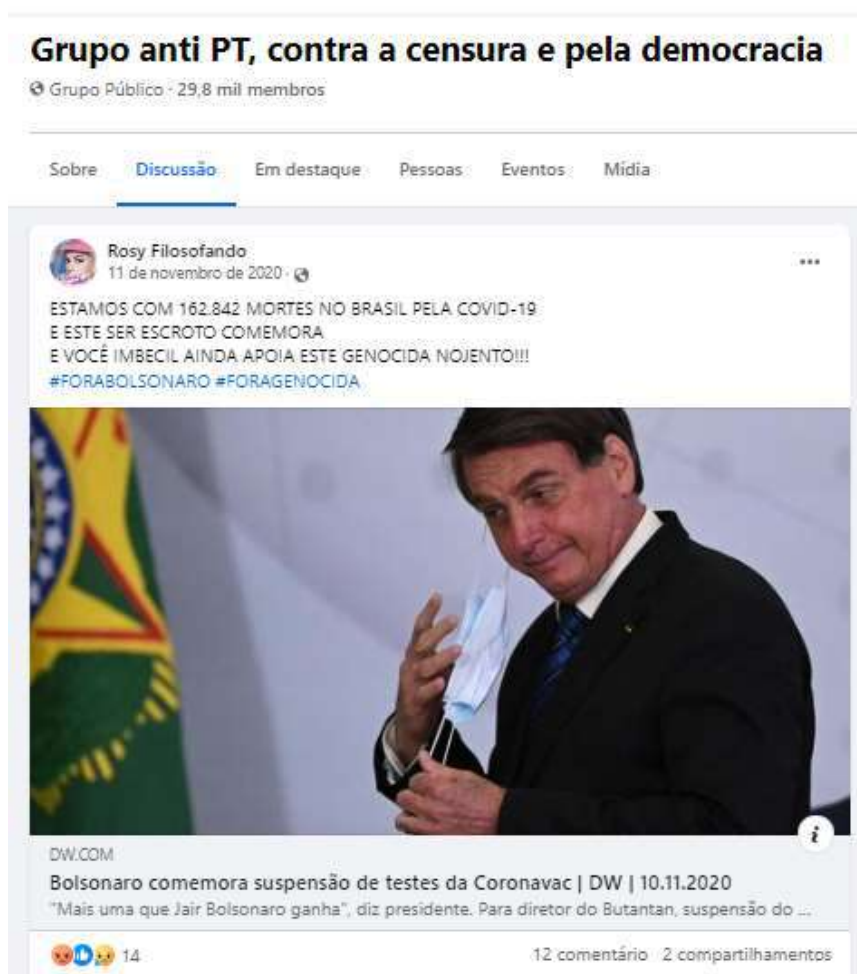 Grupo anti PT, contra a censura e pela democracia
Grupo Público · 29,8 mil membros
Sobre Discussão Em destaque Pessoas Eventos Mídia
Rosy Filosofando
11 de novembro de 2020 ·
ESTAMOS COM 162.842 MORTES NO BRASIL PELA COVID-19
E ESTE SER ESCROTO COMEMORA
E VOCÊ IMBECIL AINDA APOIA ESTE GENOCIDA NOJENTO!!!
#FORABOLSONARO #FORAGENOCIDA
DW.COM
Bolsonaro comemora suspensão de testes da Coronavac | DW | 10.11.2020
"Mais uma que Jair Bolsonaro ganha", diz presidente. Para diretor do Butantan, suspensão do ...
14 12 comentário 2 compartilhamentos